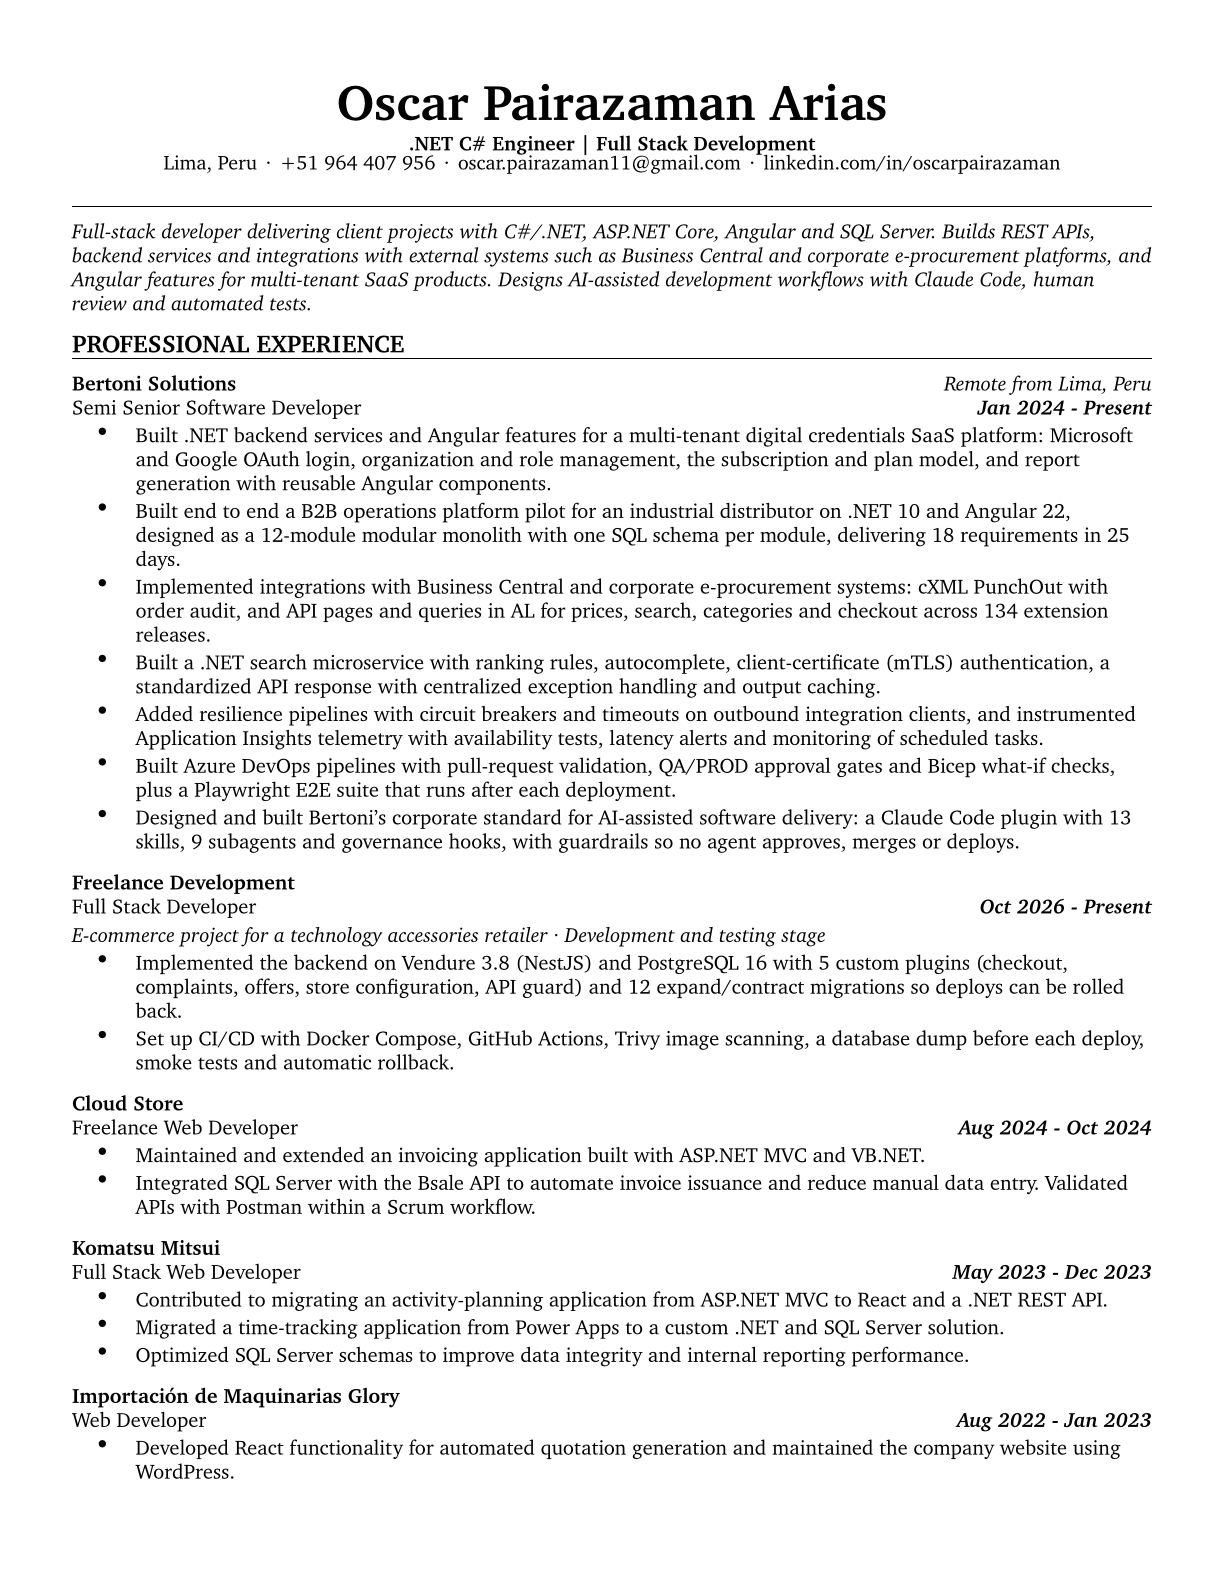 Oscar Pairazaman Arias
.NET C# Engineer | Full Stack Development
Lima, Peru · +51 964 407 956 · oscar.pairazaman11@gmail.com · linkedin.com/in/oscarpairazaman
Full-stack developer delivering client projects with C#/.NET, ASP.NET Core, Angular and SQL Server. Builds REST APIs,
backend services and integrations with external systems such as Business Central and corporate e-procurement platforms, and
Angular features for multi-tenant SaaS products. Designs AI-assisted development workflows with Claude Code, human
review and automated tests.
PROFESSIONAL EXPERIENCE
Bertoni Solutions Remote from Lima, Peru
Semi Senior Software Developer Jan 2024 - Present
• Built .NET backend services and Angular features for a multi-tenant digital credentials SaaS platform: Microsoft
and Google OAuth login, organization and role management, the subscription and plan model, and report
generation with reusable Angular components.
• Built end to end a B2B operations platform pilot for an industrial distributor on .NET 10 and Angular 22,
designed as a 12-module modular monolith with one SQL schema per module, delivering 18 requirements in 25
days.
• Implemented integrations with Business Central and corporate e-procurement systems: cXML PunchOut with
order audit, and API pages and queries in AL for prices, search, categories and checkout across 134 extension
releases.
• Built a .NET search microservice with ranking rules, autocomplete, client-certificate (mTLS) authentication, a
standardized API response with centralized exception handling and output caching.
• Added resilience pipelines with circuit breakers and timeouts on outbound integration clients, and instrumented
Application Insights telemetry with availability tests, latency alerts and monitoring of scheduled tasks.
• Built Azure DevOps pipelines with pull-request validation, QA/PROD approval gates and Bicep what-if checks,
plus a Playwright E2E suite that runs after each deployment.
• Designed and built Bertoni’s corporate standard for AI-assisted software delivery: a Claude Code plugin with 13
skills, 9 subagents and governance hooks, with guardrails so no agent approves, merges or deploys.
Freelance Development
Full Stack Developer Oct 2026 - Present
E-commerce project for a technology accessories retailer · Development and testing stage
• Implemented the backend on Vendure 3.8 (NestJS) and PostgreSQL 16 with 5 custom plugins (checkout,
complaints, offers, store configuration, API guard) and 12 expand/contract migrations so deploys can be rolled
back.
• Set up CI/CD with Docker Compose, GitHub Actions, Trivy image scanning, a database dump before each deploy,
smoke tests and automatic rollback.
Cloud Store
Freelance Web Developer Aug 2024 - Oct 2024
• Maintained and extended an invoicing application built with ASP.NET MVC and VB.NET.
• Integrated SQL Server with the Bsale API to automate invoice issuance and reduce manual data entry. Validated
APIs with Postman within a Scrum workflow.
Komatsu Mitsui
Full Stack Web Developer May 2023 - Dec 2023
• Contributed to migrating an activity-planning application from ASP.NET MVC to React and a .NET REST API.
• Migrated a time-tracking application from Power Apps to a custom .NET and SQL Server solution.
• Optimized SQL Server schemas to improve data integrity and internal reporting performance.
Importación de Maquinarias Glory
Web Developer Aug 2022 - Jan 2023
• Developed React functionality for automated quotation generation and maintained the company website using
WordPress.